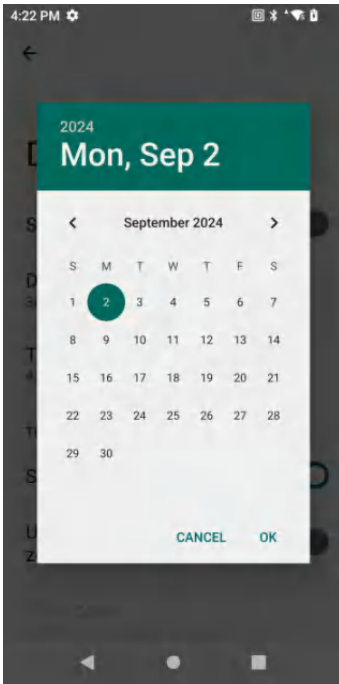 4:22 PM
2024
Mon, Sep 2
September 2024
S M T W T F S
1 2 3 4 5 6 7
8 9 10 11 12 13 14
15 16 17 18 19 20 21
22 23 24 25 26 27 28
29 30
CANCEL OK